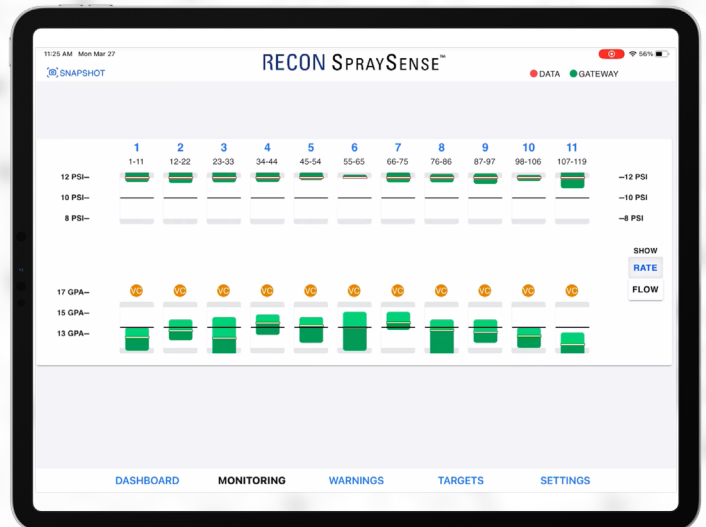 11:25 AM Mon Mar 27
56%
SNAPSHOT
RECON SPRAYSENSE™
DATA GATEWAY
1 2 3 4 5 6 7 8 9 10 11
1-11 12-22 23-33 34-44 45-54 55-65 66-75 76-86 87-97 98-106 107-119
12 PSI– –12 PSI
10 PSI– –10 PSI
8 PSI– –8 PSI
SHOW
RATE
FLOW
17 GPA– VC VC VC VC VC VC VC VC VC VC VC
15 GPA–
13 GPA–
DASHBOARD MONITORING WARNINGS TARGETS SETTINGS